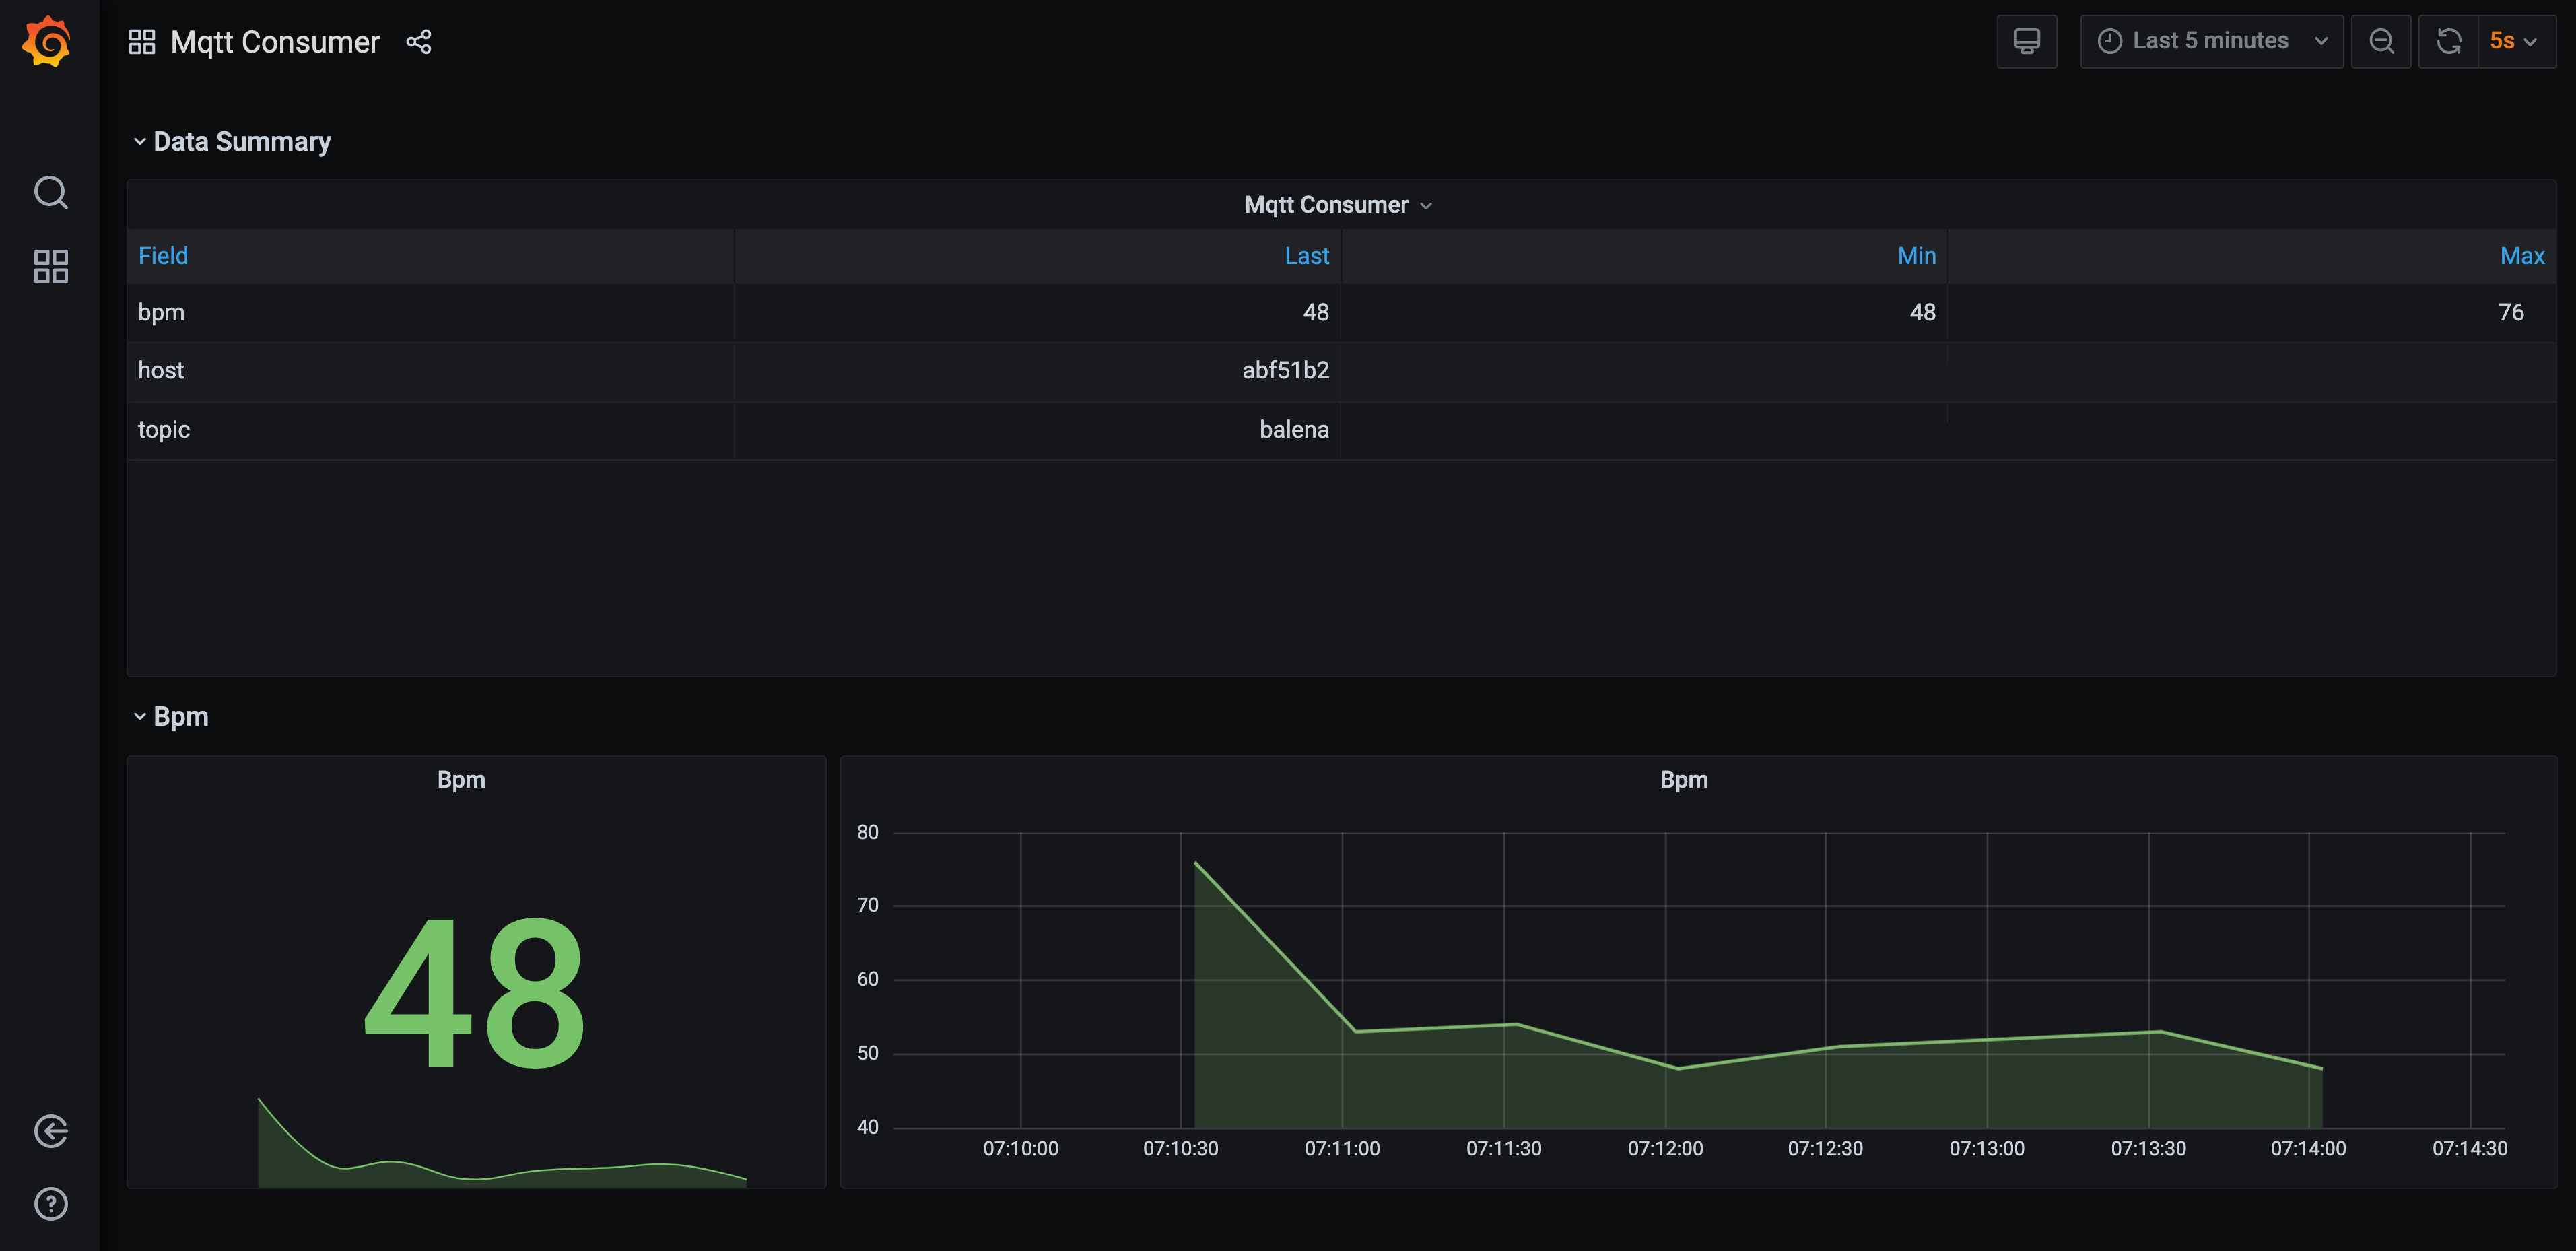 Mqtt Consumer
Last 5 minutes
5s
Data Summary
Mqtt Consumer
Field Last Min Max
bpm 48 48 76
host abf51b2
topic balena
Bpm
Bpm
48
Bpm
80
70
60
50
40
07:10:00 07:10:30 07:11:00 07:11:30 07:12:00 07:12:30 07:13:00 07:13:30 07:14:00 07:14:30